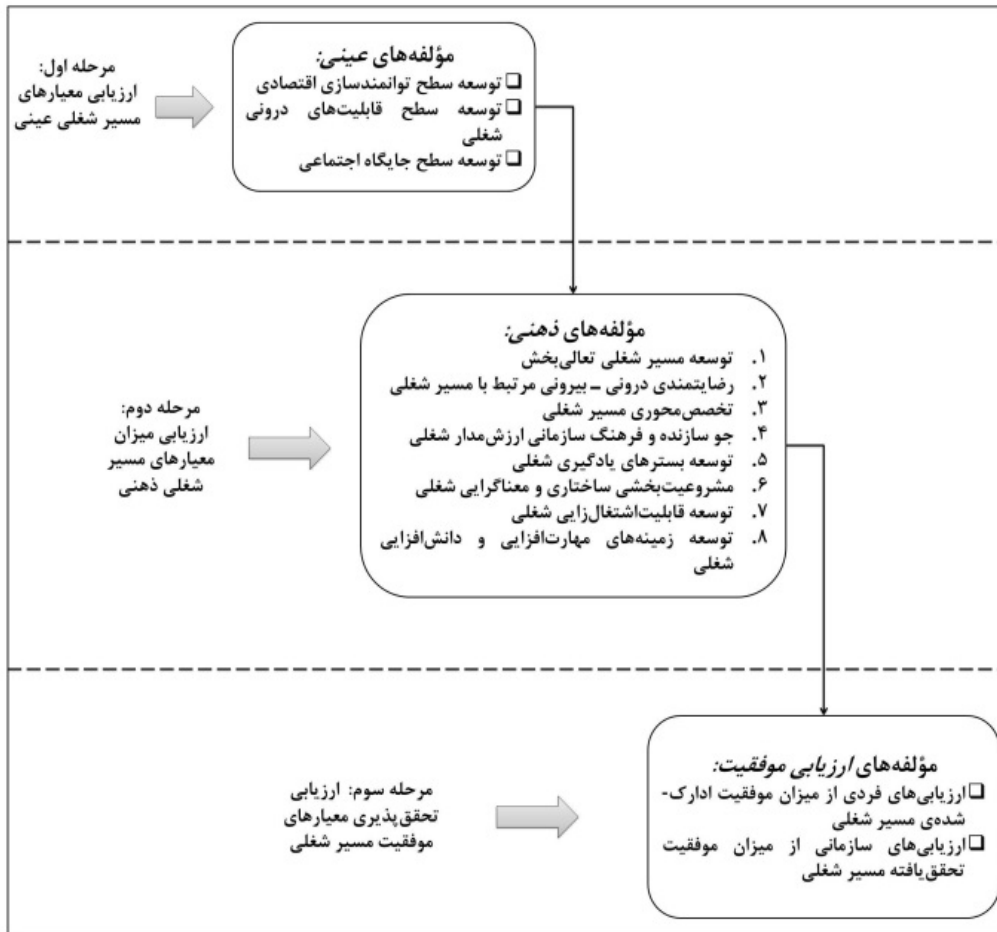 مرحله اول:
ارزیابی معیارهای
مسیر شغلی عینی
مؤلفه‌های عینی:
❑ توسعه سطح توانمندسازی اقتصادی
❑ توسعه سطح قابلیت‌های درونی
شغلی
❑ توسعه سطح جایگاه اجتماعی
مرحله دوم:
ارزیابی میزان
معیارهای مسیر
شغلی ذهنی
مؤلفه‌های ذهنی:
۱. توسعه مسیر شغلی تعالی‌بخش
۲. رضایتمندی درونی ـ بیرونی مرتبط با مسیر شغلی
۳. تخصص‌محوری مسیر شغلی
۴. جو سازنده و فرهنگ سازمانی ارزش‌مدار شغلی
۵. توسعه بسترهای یادگیری شغلی
۶. مشروعیت‌بخشی ساختاری و معناگرایی شغلی
۷. توسعه قابلیت‌اشتغال‌زایی شغلی
۸. توسعه زمینه‌های مهارت‌افزایی و دانش‌افزایی
شغلی
مرحله سوم: ارزیابی
تحقق‌پذیری معیارهای
موفقیت مسیر شغلی
مؤلفه‌های ارزیابی موفقیت:
❑ ارزیابی‌های فردی از میزان موفقیت ادارک-
شده‌ی مسیر شغلی
❑ ارزیابی‌های سازمانی از میزان موفقیت
تحقق‌یافته مسیر شغلی